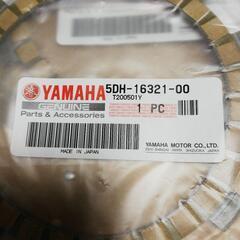 YAMAHA
GENUINE
Parts & Accessories
5DH-16321-00
T200501Y
1 PC
MADE IN JAPAN
YAMAHA MOTOR CO., LTD.